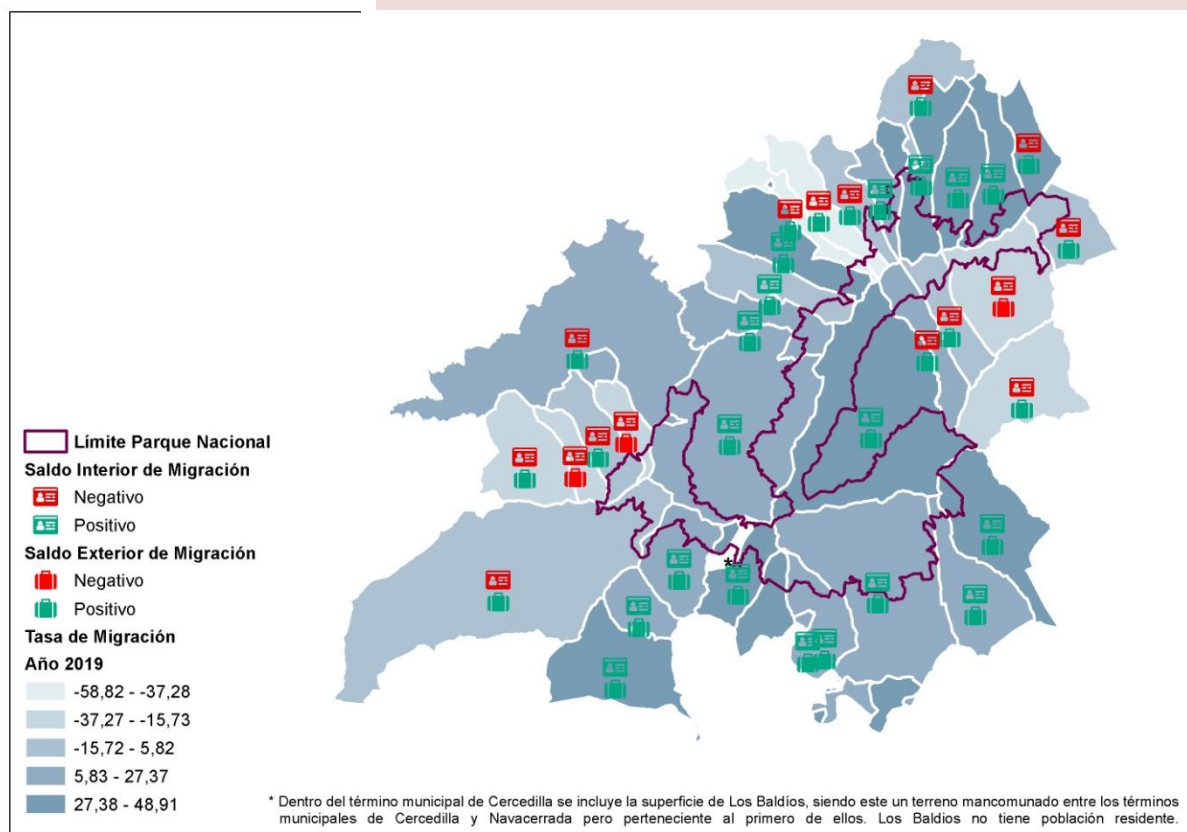 Límite Parque Nacional
Saldo Interior de Migración
Negativo
Positivo
Saldo Exterior de Migración
Negativo
Positivo
Tasa de Migración
Año 2019
-58,82 - -37,28
-37,27 - -15,73
-15,72 - 5,82
5,83 - 27,37
27,38 - 48,91
*
* Dentro del término municipal de Cercedilla se incluye la superficie de Los Baldíos, siendo este un terreno mancomunado entre los términos
municipales de Cercedilla y Navacerrada pero perteneciente al primero de ellos. Los Baldios no tiene población residente.